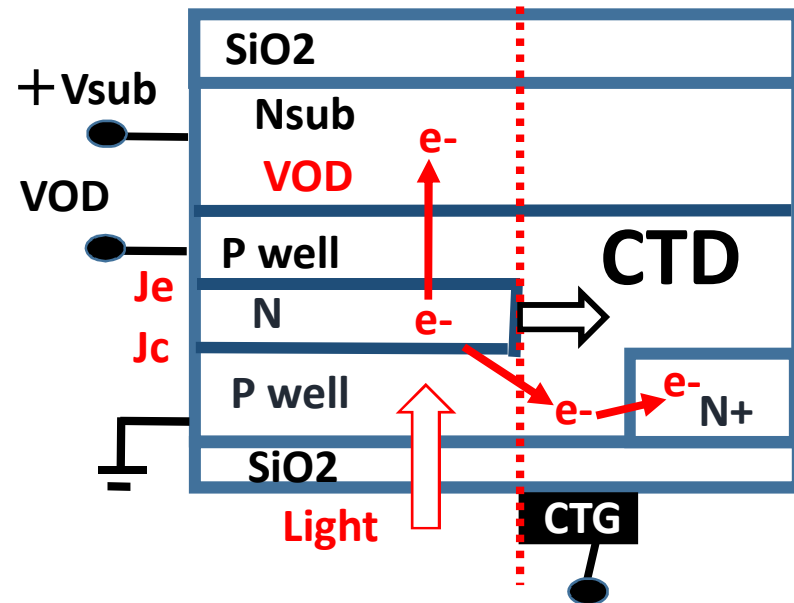 SiO2
＋Vsub
Nsub
e-
VOD
VOD
P well
CTD
Je
N
e-
Jc
P well
e-
e-
N+
SiO2
Light
CTG